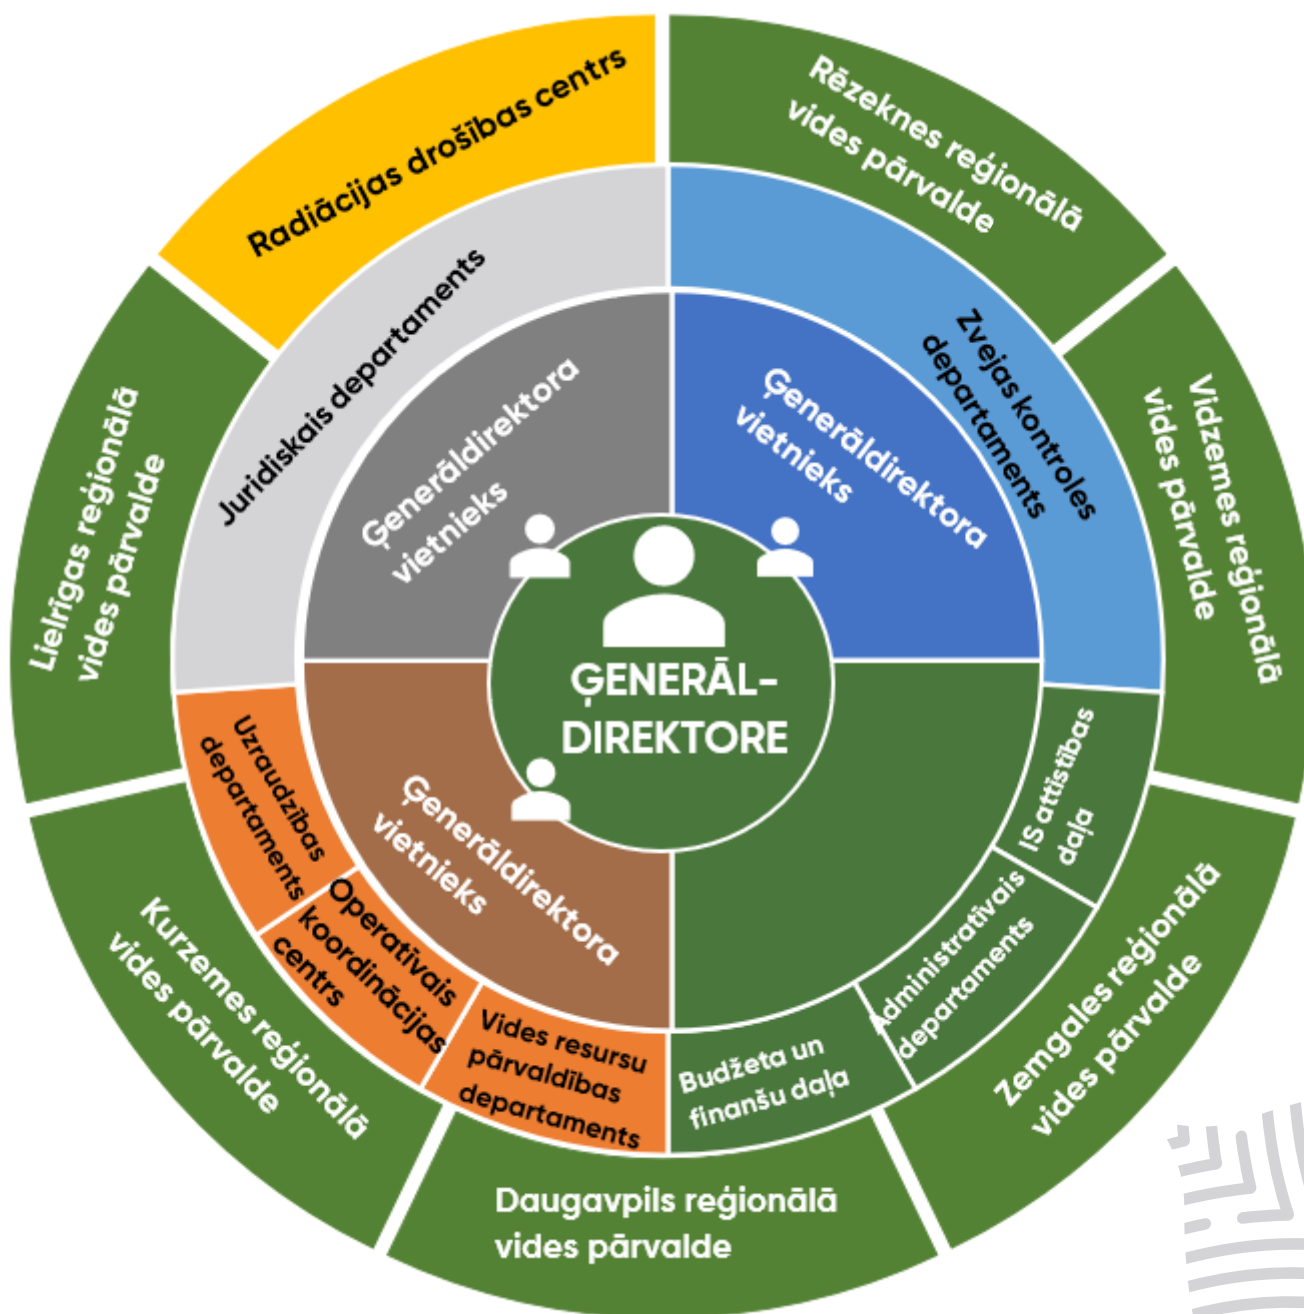 Radiācijas drošības centrs
Rēzeknes reģionālā
vides pārvalde
Vidzemes reģionālā
vides pārvalde
Zemgales reģionālā
vides pārvalde
Daugavpils reģionālā
vides pārvalde
Kurzemes reģionālā
vides pārvalde
Lielrīgas reģionālā
vides pārvalde
Juridiskais departaments
Zvejas kontroles
departaments
IS attīstības
daļa
Administratīvais
departaments
Budžeta un
finanšu daļa
Vides resursu
pārvaldības
departaments
Operatīvais
koordinācijas
centrs
Uzraudzības
departaments
Ģenerāldirektora
vietnieks
Ģenerāldirektora
vietnieks
Ģenerāldirektora
vietnieks
ĢENERĀL-
DIREKTORE